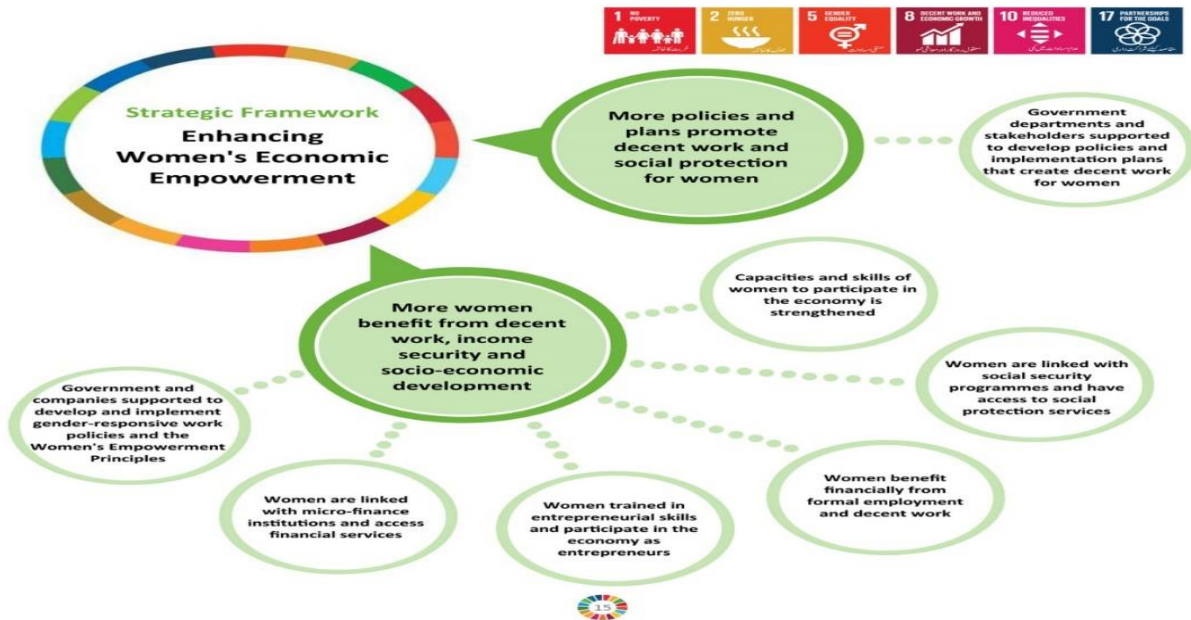 1 NO POVERTY
2 ZERO HUNGER
5 GENDER EQUALITY
8 DECENT WORK AND ECONOMIC GROWTH
10 REDUCED INEQUALITIES
17 PARTNERSHIPS FOR THE GOALS
Strategic Framework
Enhancing
Women's Economic
Empowerment
More policies and
plans promote
decent work and
social protection
for women
Government
departments and
stakeholders supported
to develop policies and
implementation plans
that create decent work
for women
More women
benefit from decent
work, income
security and
socio-economic
development
Capacities and skills of
women to participate in
the economy is
strengthened
Women are linked with
social security
programmes and have
access to social
protection services
Women benefit
financially from
formal employment
and decent work
Women trained in
entrepreneurial skills
and participate in the
economy as
entrepreneurs
Women are linked
with micro-finance
institutions and access
financial services
Government and
companies supported to
develop and implement
gender-responsive work
policies and the
Women's Empowerment
Principles
15